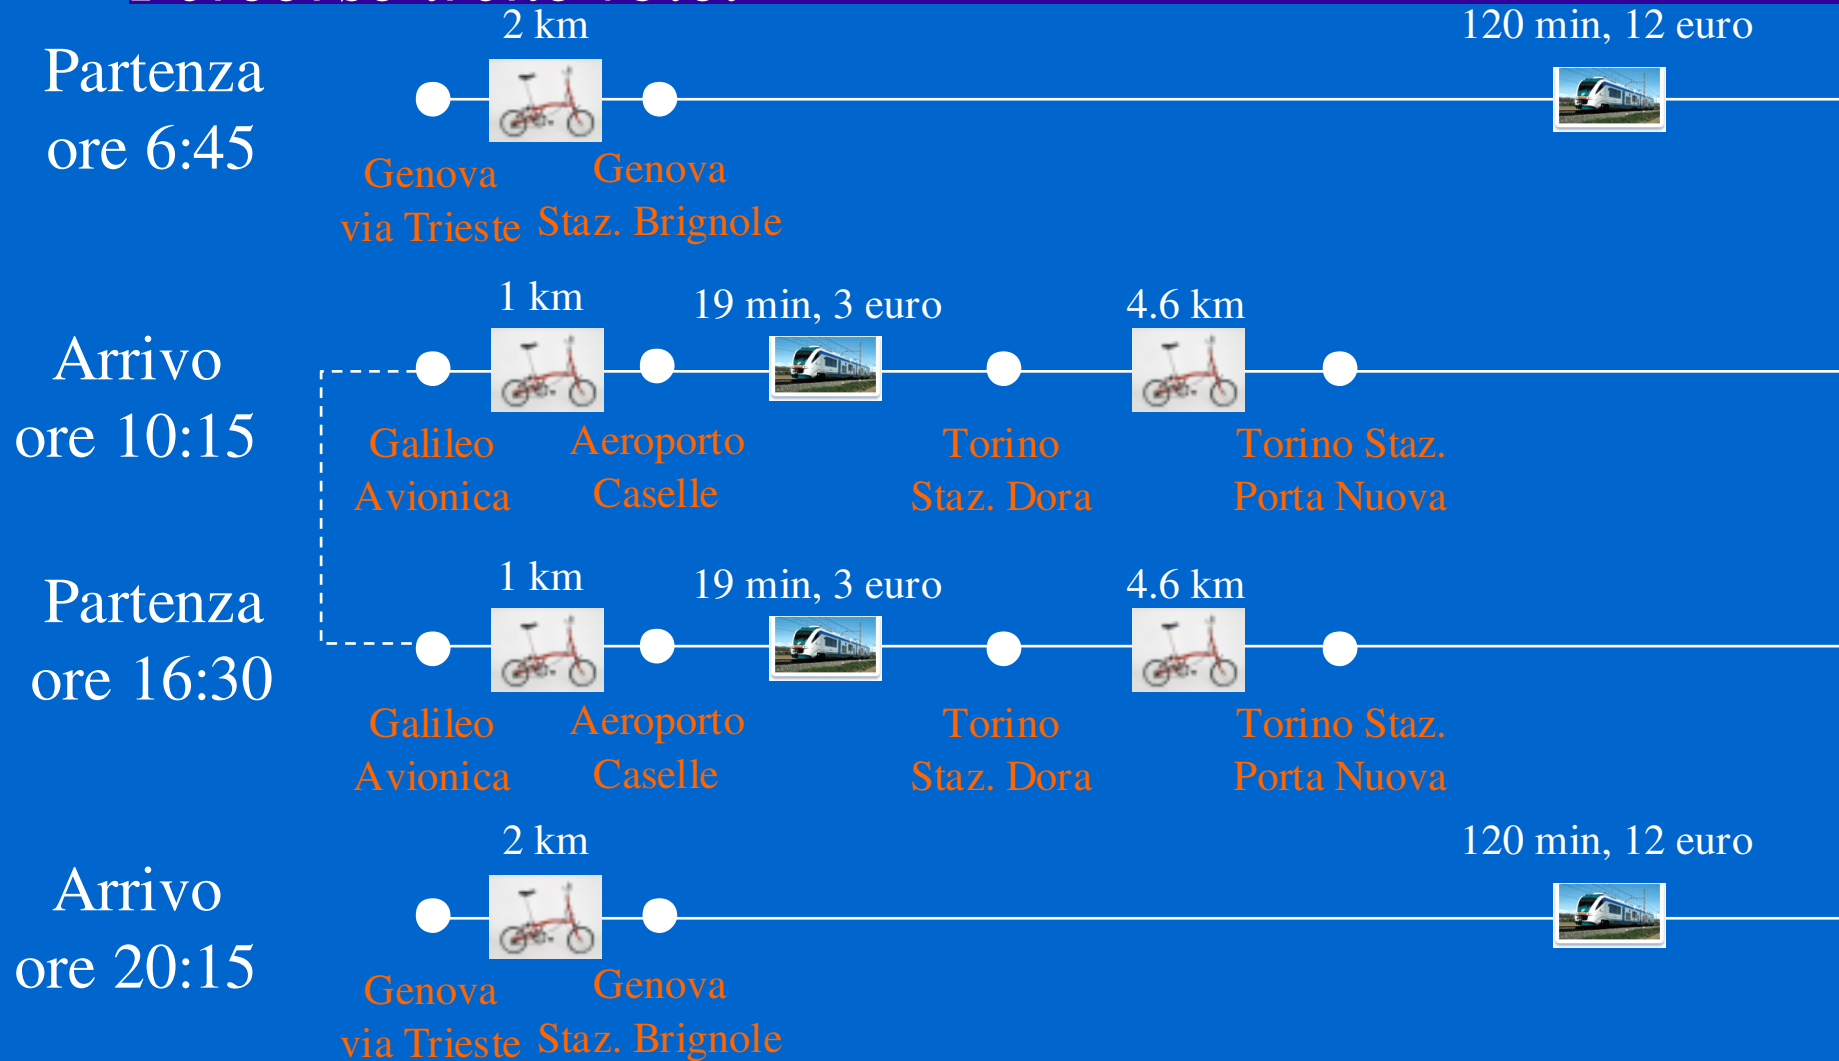 2 km
120 min, 12 euro
Partenza
ore 6:45
Genova
via Trieste
Genova
Staz. Brignole
1 km
19 min, 3 euro
4.6 km
Arrivo
ore 10:15
Galileo
Avionica
Aeroporto
Caselle
Torino
Staz. Dora
Torino Staz.
Porta Nuova
1 km
19 min, 3 euro
4.6 km
Partenza
ore 16:30
Galileo
Avionica
Aeroporto
Caselle
Torino
Staz. Dora
Torino Staz.
Porta Nuova
2 km
120 min, 12 euro
Arrivo
ore 20:15
Genova
via Trieste
Genova
Staz. Brignole